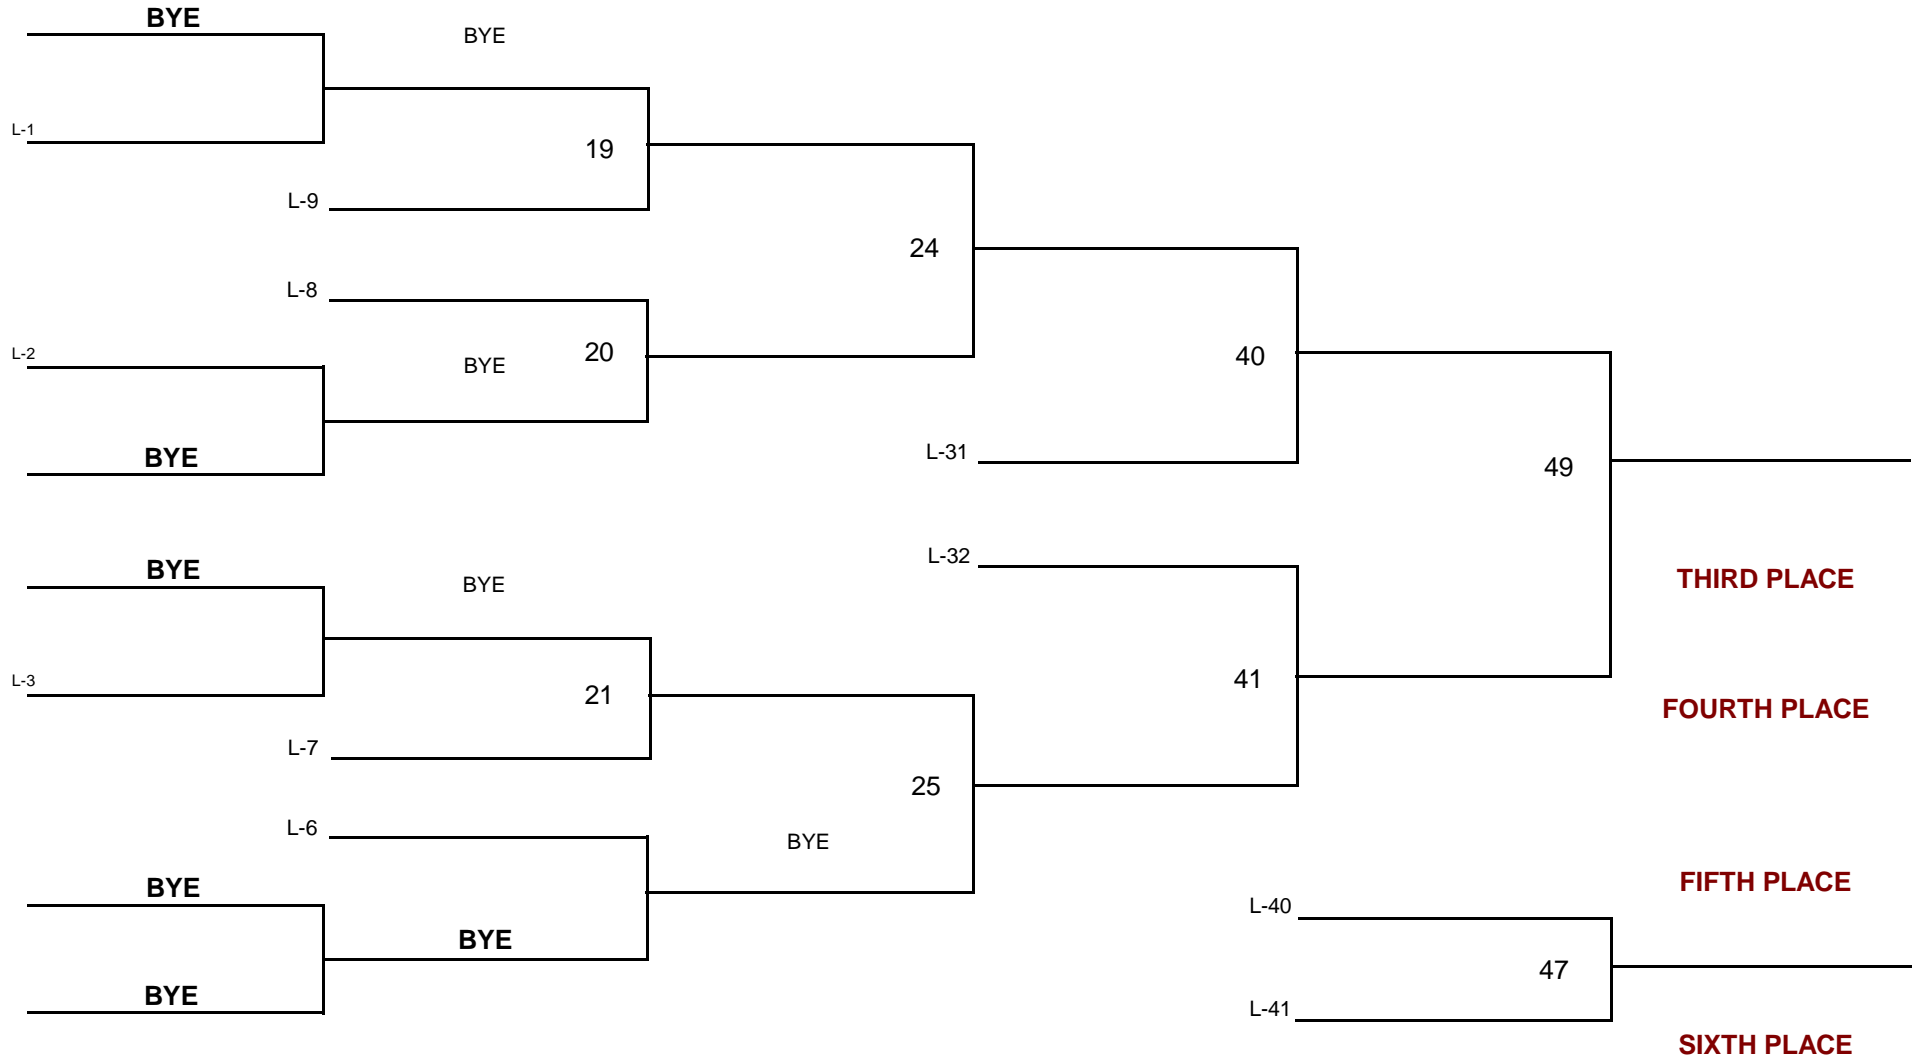 BYE
BYE
L-1
19
L-9
24
L-8
L-2
BYE
20
40
BYE
L-31
49
L-32
BYE
BYE
THIRD PLACE
L-3
21
41
FOURTH PLACE
L-7
25
L-6
BYE
BYE
FIFTH PLACE
L-40
BYE
47
BYE
L-41
SIXTH PLACE